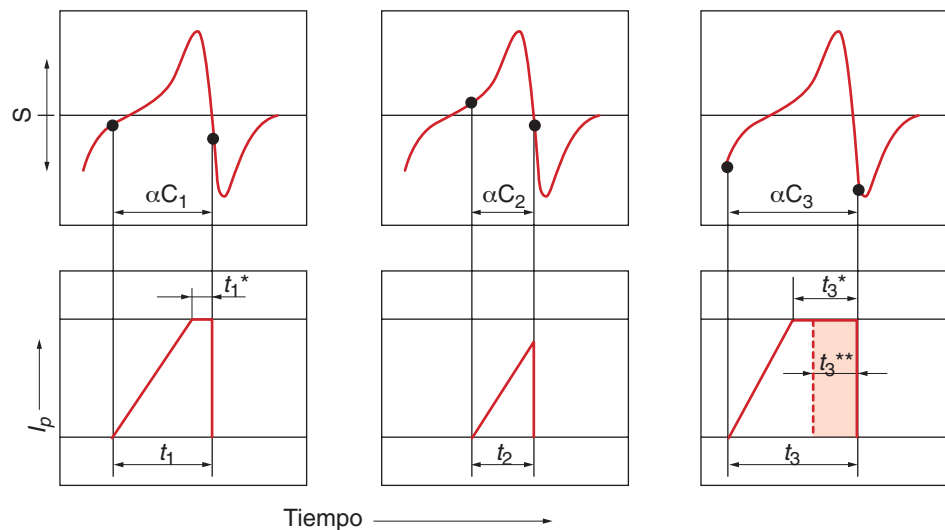 S
αC₁
αC₂
αC₃
t₁*
t₃*
t₃**
Iₚ
t₁
t₂
t₃
Tiempo